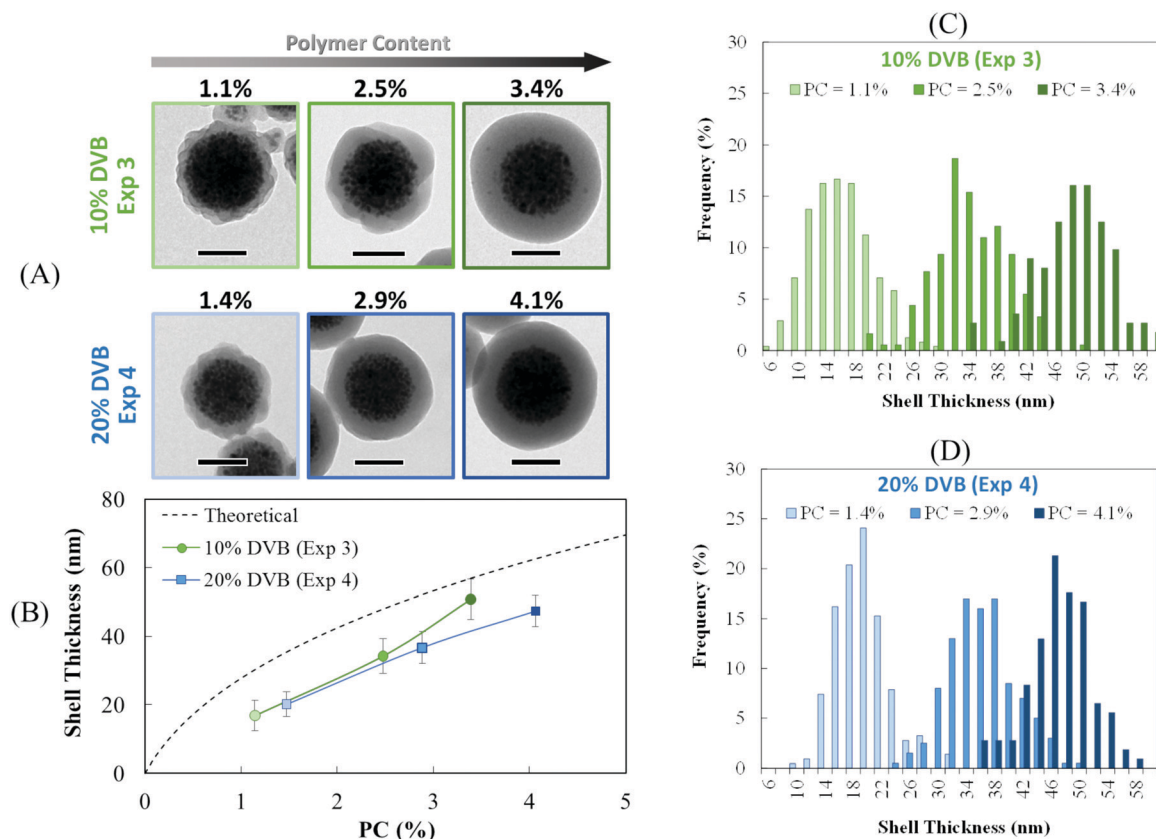 Polymer Content
1.1% 2.5% 3.4%
10% DVB
Exp 3
(A)
1.4% 2.9% 4.1%
20% DVB
Exp 4
(B)
80
60
40
20
0
Shell Thickness (nm)
Theoretical
10% DVB (Exp 3)
20% DVB (Exp 4)
0 1 2 3 4 5
PC (%)
(C)
30
25
20
15
10
5
0
Frequency (%)
10% DVB (Exp 3)
PC = 1.1% PC = 2.5% PC = 3.4%
6 10 14 18 22 26 30 34 38 42 46 50 54 58
Shell Thickness (nm)
(D)
30
25
20
15
10
5
0
Frequency (%)
20% DVB (Exp 4)
PC = 1.4% PC = 2.9% PC = 4.1%
6 10 14 18 22 26 30 34 38 42 46 50 54 58
Shell Thickness (nm)